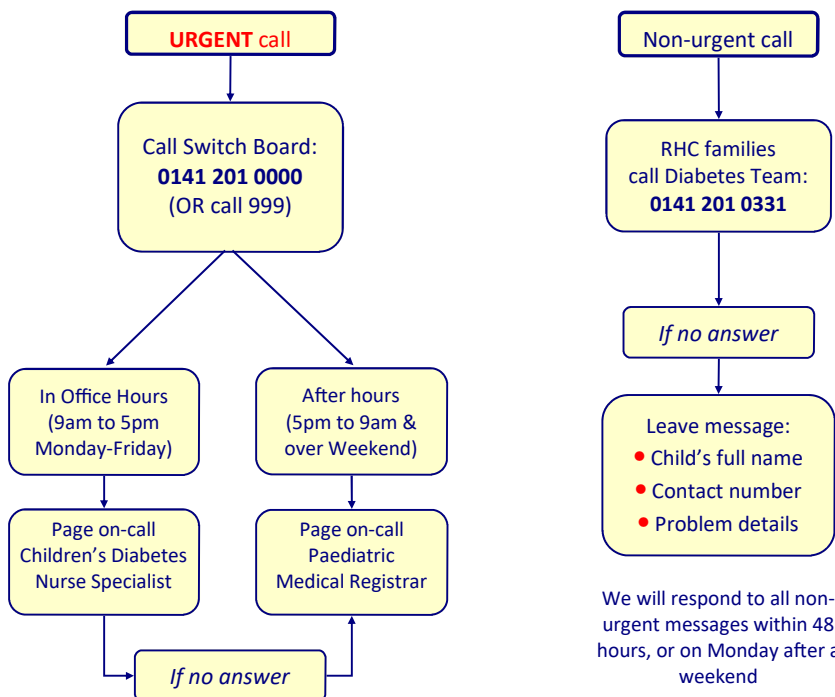 URGENT call
Call Switch Board:
0141 201 0000
(OR call 999)
In Office Hours
(9am to 5pm
Monday-Friday)
After hours
(5pm to 9am &
over Weekend)
Page on-call
Children’s Diabetes
Nurse Specialist
Page on-call
Paediatric
Medical Registrar
If no answer
Non-urgent call
RHC families
call Diabetes Team:
0141 201 0331
If no answer
Leave message:
• Child’s full name
• Contact number
• Problem details
We will respond to all non-
urgent messages within 48
hours, or on Monday after a
weekend